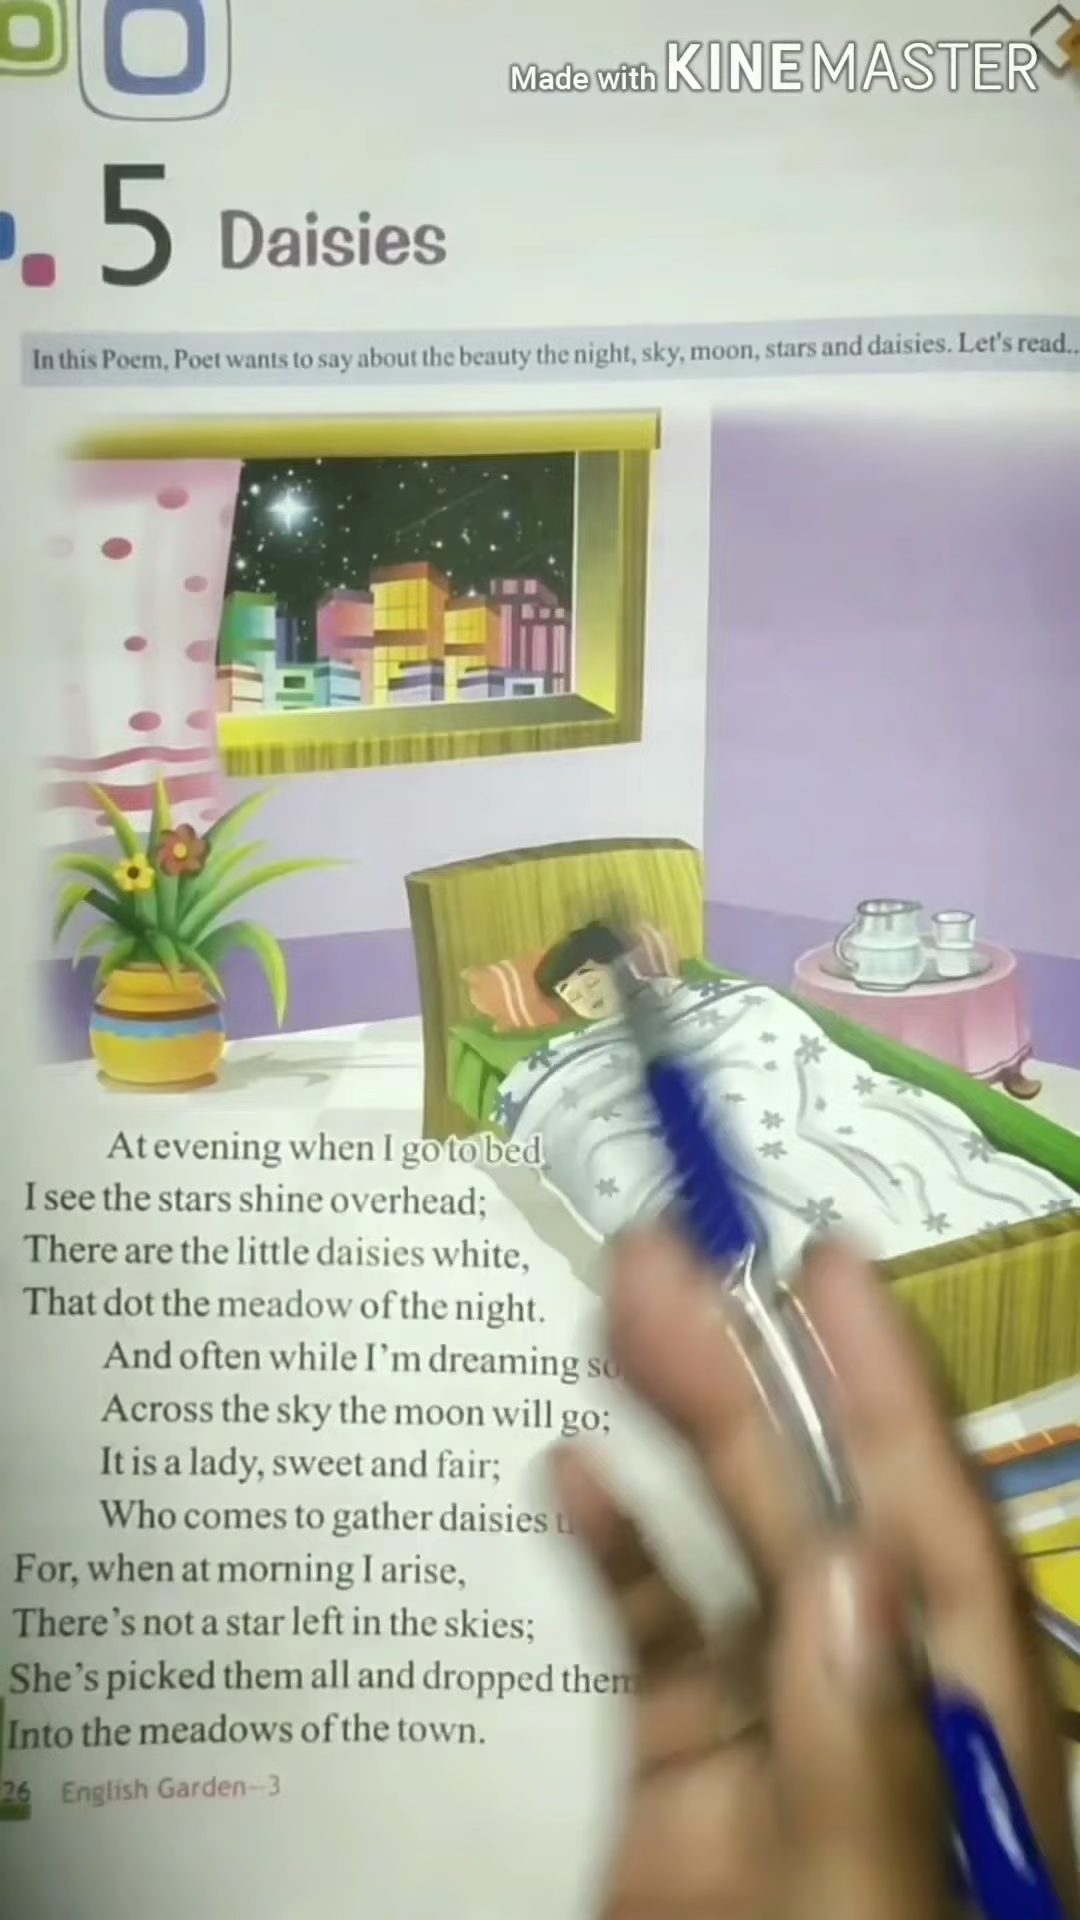 Made with KINEMASTER
5 Daisies
In this Poem, Poet wants to say about the beauty the night, sky, moon, stars and daisies. Let's read..
At evening when I go to bed
I see the stars shine overhead;
There are the little daisies white,
That dot the meadow of the night.
And often while I'm dreaming so
Across the sky the moon will go;
It is a lady, sweet and fair;
Who comes to gather daisies
For, when at morning I arise,
There's not a star left in the skies;
She's picked them all and dropped them
Into the meadows of the town.
26 English Garden–3